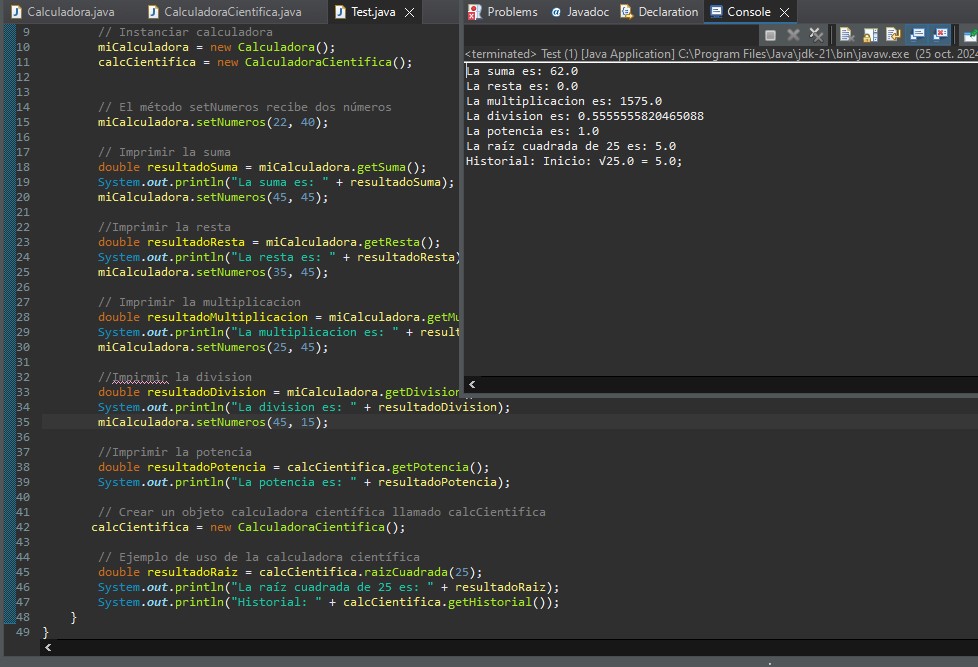 Calculadora.java CalculadoraCientifica.java Test.java
9 // Instanciar calculadora
10 miCalculadora = new Calculadora();
11 calcCientifica = new CalculadoraCientifica();
12
13
14 // El método setNumeros recibe dos números
15 miCalculadora.setNumeros(22, 40);
16
17 // Imprimir la suma
18 double resultadoSuma = miCalculadora.getSuma();
19 System.out.println("La suma es: " + resultadoSuma);
20 miCalculadora.setNumeros(45, 45);
21
22 //Imprimir la resta
23 double resultadoResta = miCalculadora.getResta();
24 System.out.println("La resta es: " + resultadoResta)
25 miCalculadora.setNumeros(35, 45);
26
27 // Imprimir la multiplicacion
28 double resultadoMultiplicacion = miCalculadora.getMu
29 System.out.println("La multiplicacion es: " + result
30 miCalculadora.setNumeros(25, 45);
31
32 //Impirmir la division
33 double resultadoDivision = miCalculadora.getDivision
34 System.out.println("La division es: " + resultadoDivision);
35 miCalculadora.setNumeros(45, 15);
36
37 //Imprimir la potencia
38 double resultadoPotencia = calcCientifica.getPotencia();
39 System.out.println("La potencia es: " + resultadoPotencia);
40
41 // Crear un objeto calculadora científica llamado calcCientifica
42 calcCientifica = new CalculadoraCientifica();
43
44 // Ejemplo de uso de la calculadora científica
45 double resultadoRaiz = calcCientifica.raizCuadrada(25);
46 System.out.println("La raíz cuadrada de 25 es: " + resultadoRaiz);
47 System.out.println("Historial: " + calcCientifica.getHistorial());
48 }
49 }
Problems @ Javadoc Declaration Console
<terminated> Test (1) [Java Application] C:\Program Files\Java\jdk-21\bin\javaw.exe (25 oct. 2024
La suma es: 62.0
La resta es: 0.0
La multiplicacion es: 1575.0
La division es: 0.5555555820465088
La potencia es: 1.0
La raíz cuadrada de 25 es: 5.0
Historial: Inicio: √25.0 = 5.0;